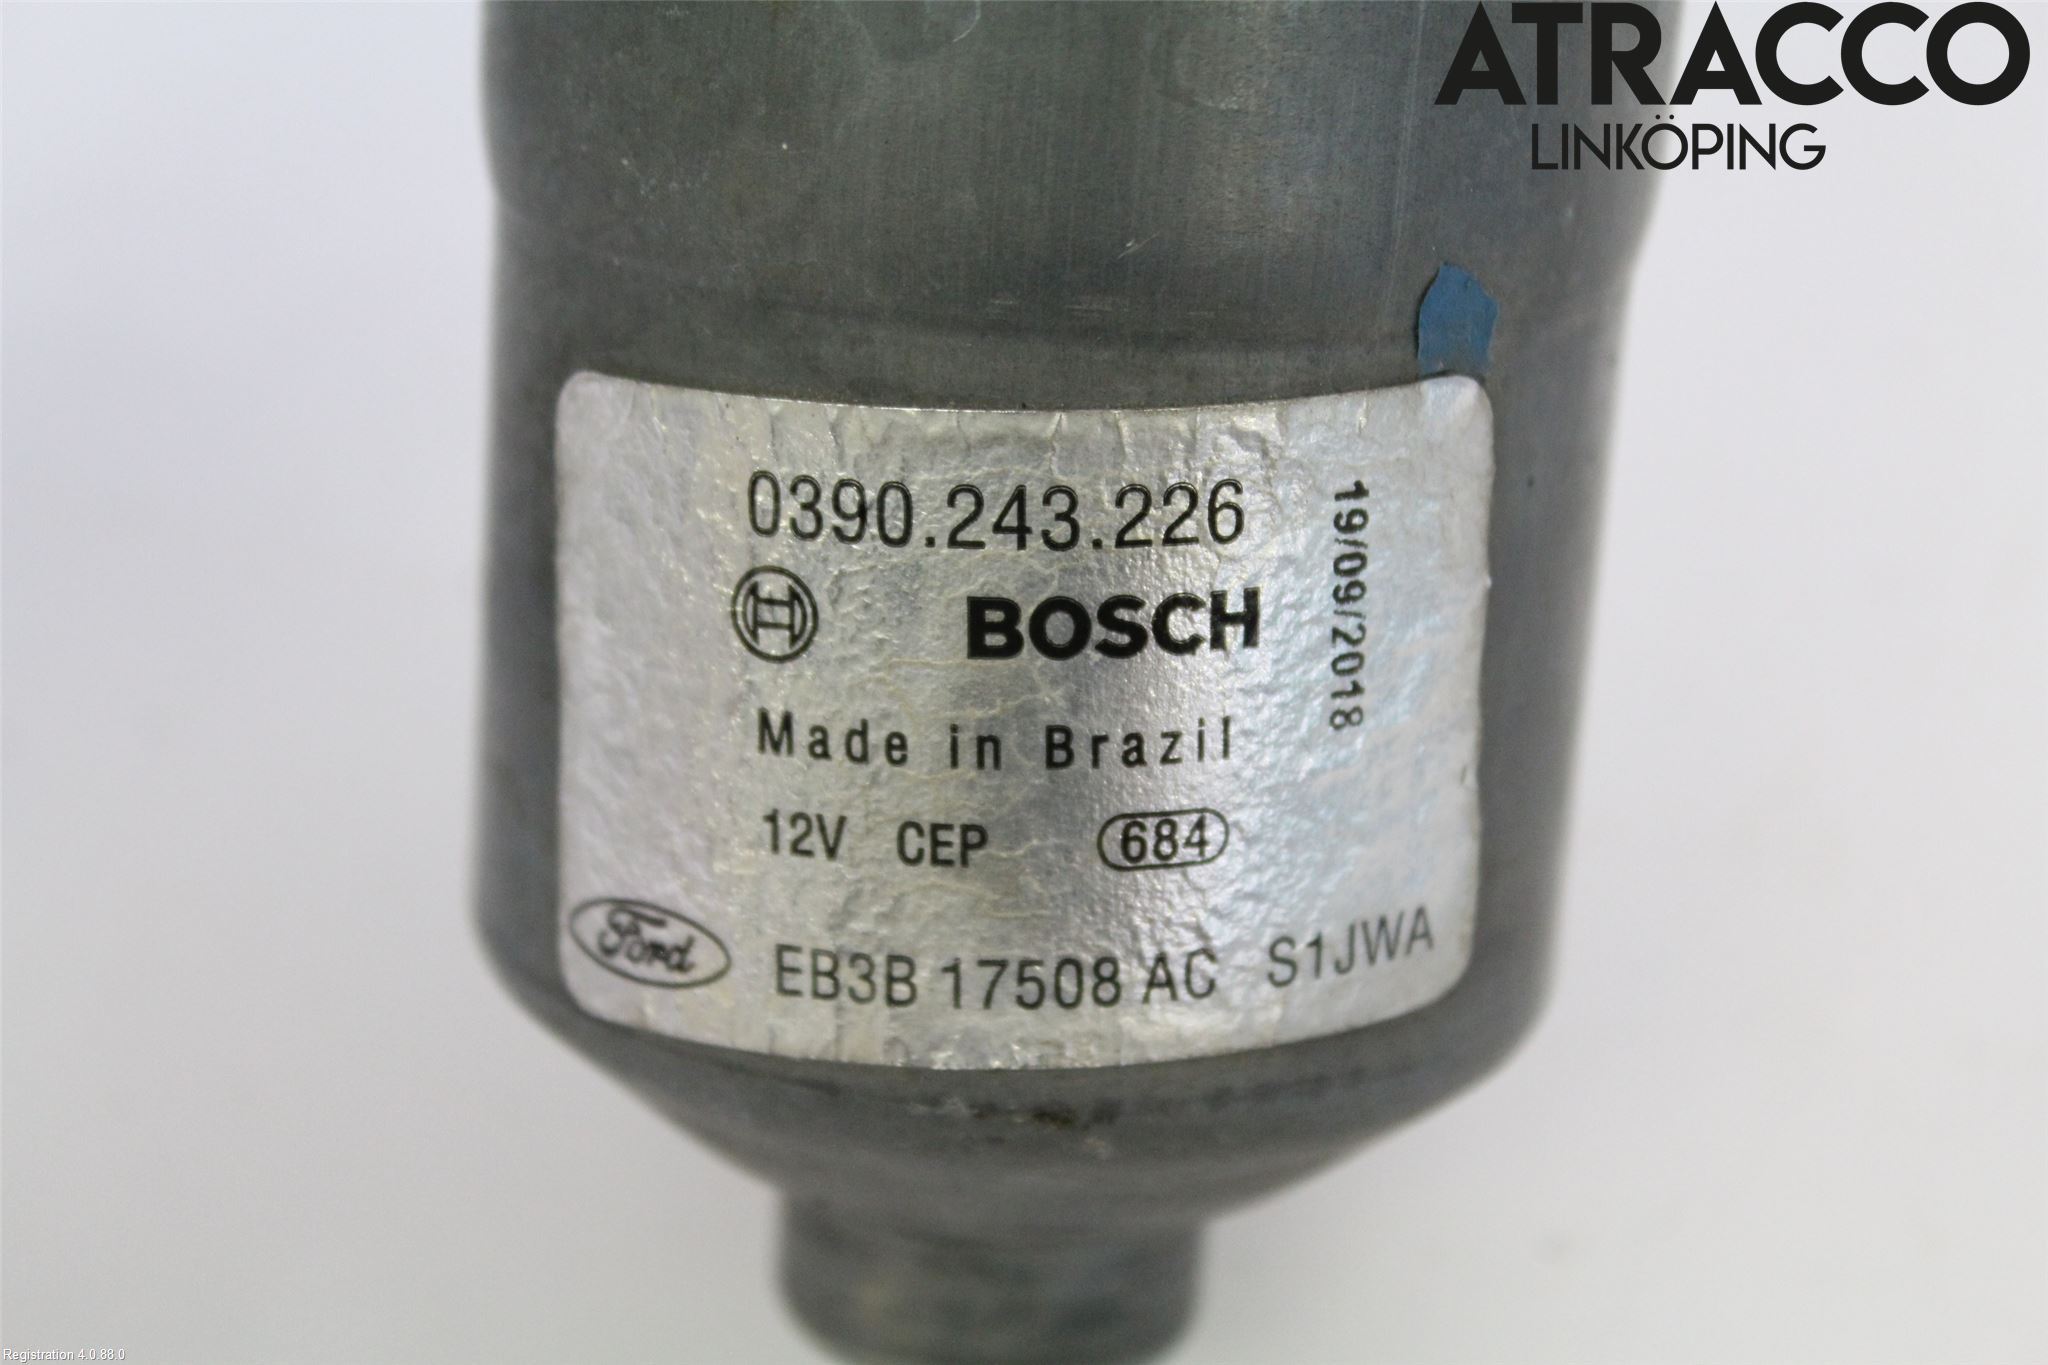 ATRACCO
LINKÖPING
0390.243.226
BOSCH
19/09/2018
Made in Brazil
12V CEP 684
Ford EB3B 17508 AC S1JWA
Registration 4.0.88.0